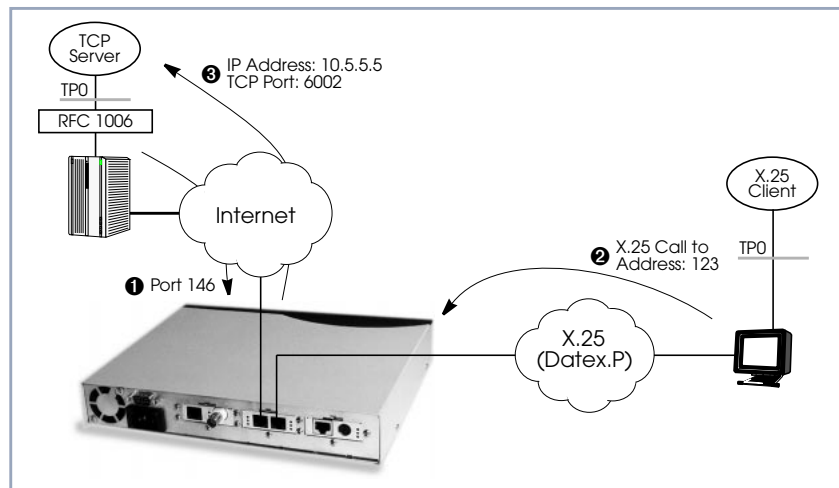 TCP
Server
TP0
RFC 1006
❸ IP Address: 10.5.5.5
TCP Port: 6002
Internet
❶ Port 146
X.25
Client
TP0
❷ X.25 Call to
Address: 123
X.25
(Datex.P)